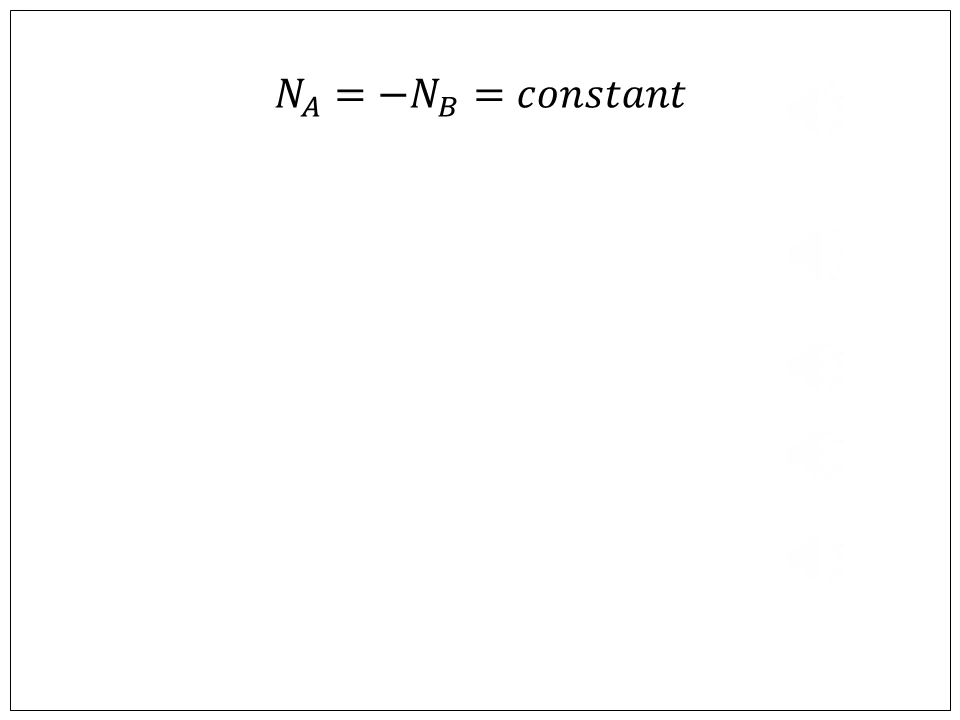 N_A = −N_B = constant